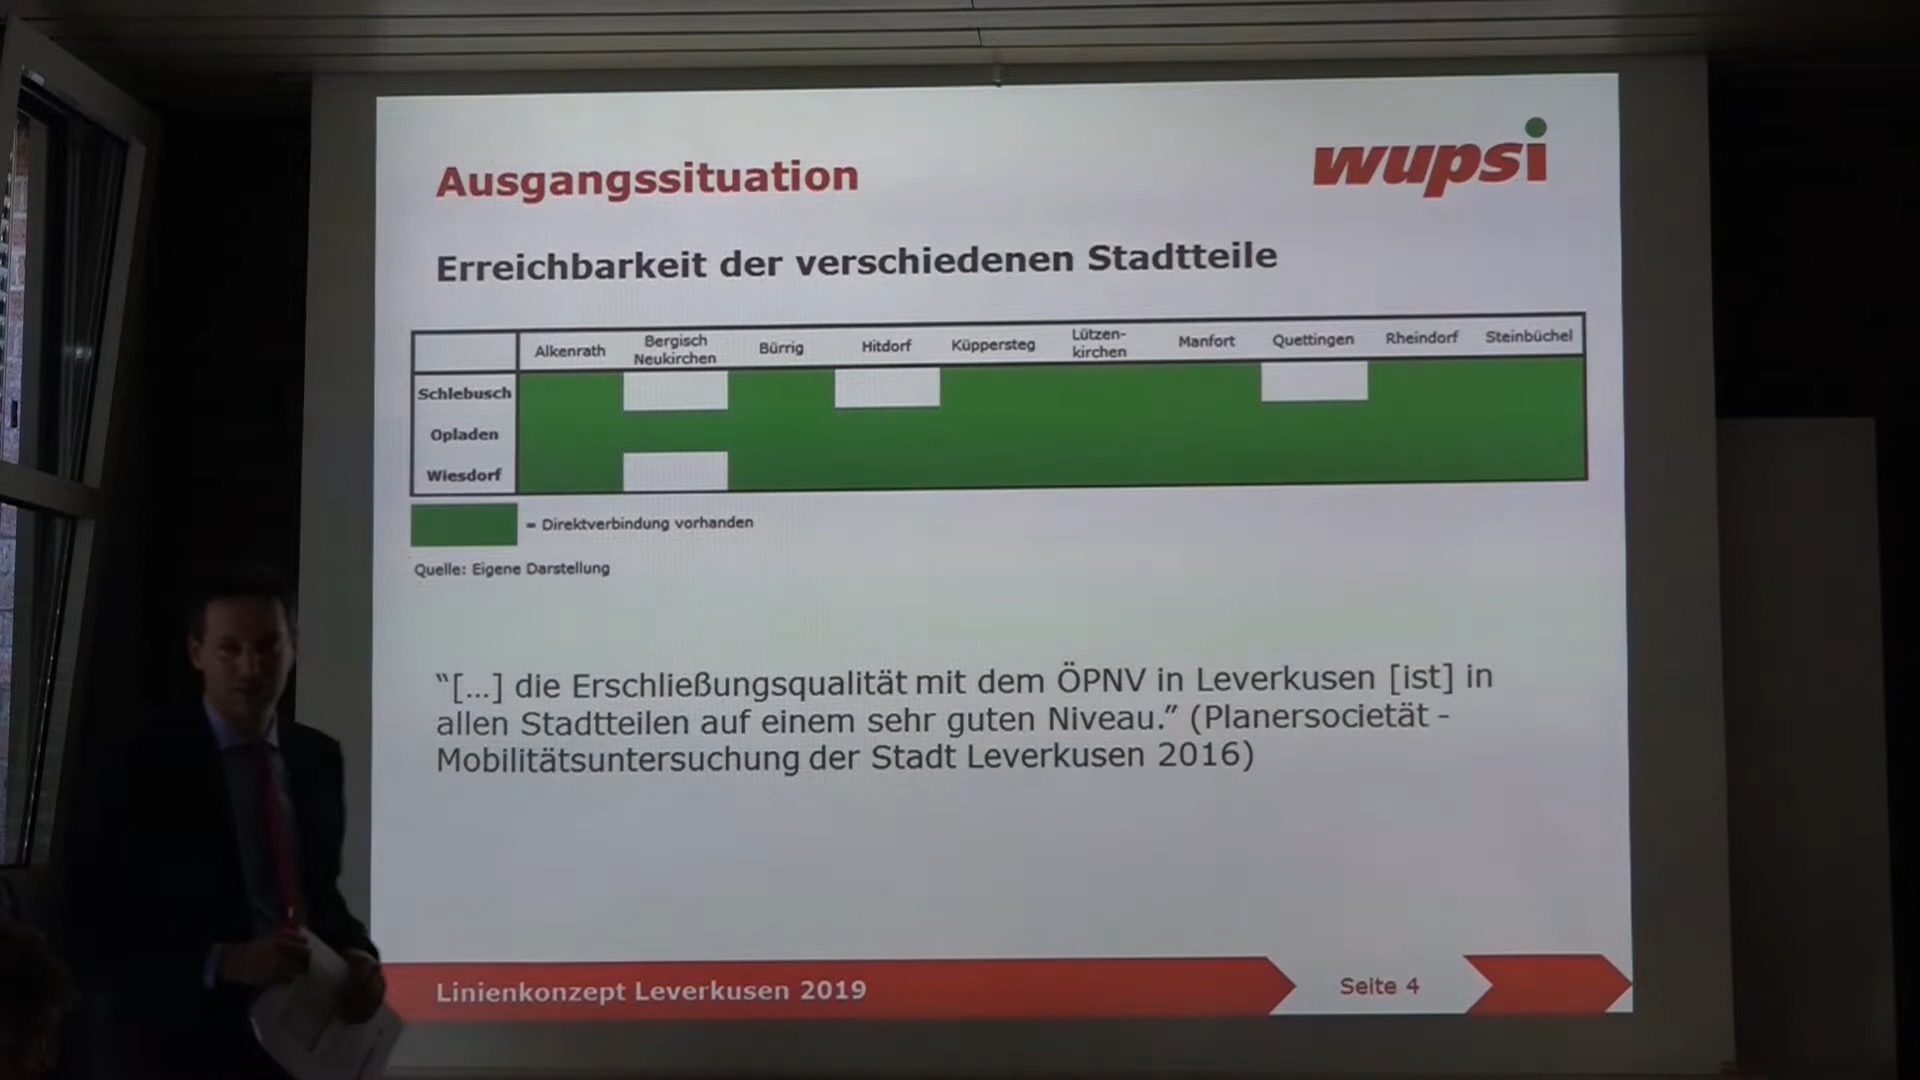 Ausgangssituation
wupsi
Erreichbarkeit der verschiedenen Stadtteile
Alkenrath
Bergisch
Neukirchen
Bürrig
Hitdorf
Küppersteg
Lützen-
kirchen
Manfort
Quettingen
Rheindorf
Steinbüchel
Schlebusch
Opladen
Wiesdorf
= Direktverbindung vorhanden
Quelle: Eigene Darstellung
“[...] die Erschließungsqualität mit dem ÖPNV in Leverkusen [ist] in
allen Stadtteilen auf einem sehr guten Niveau.” (Planersocietät -
Mobilitätsuntersuchung der Stadt Leverkusen 2016)
Linienkonzept Leverkusen 2019
Seite 4